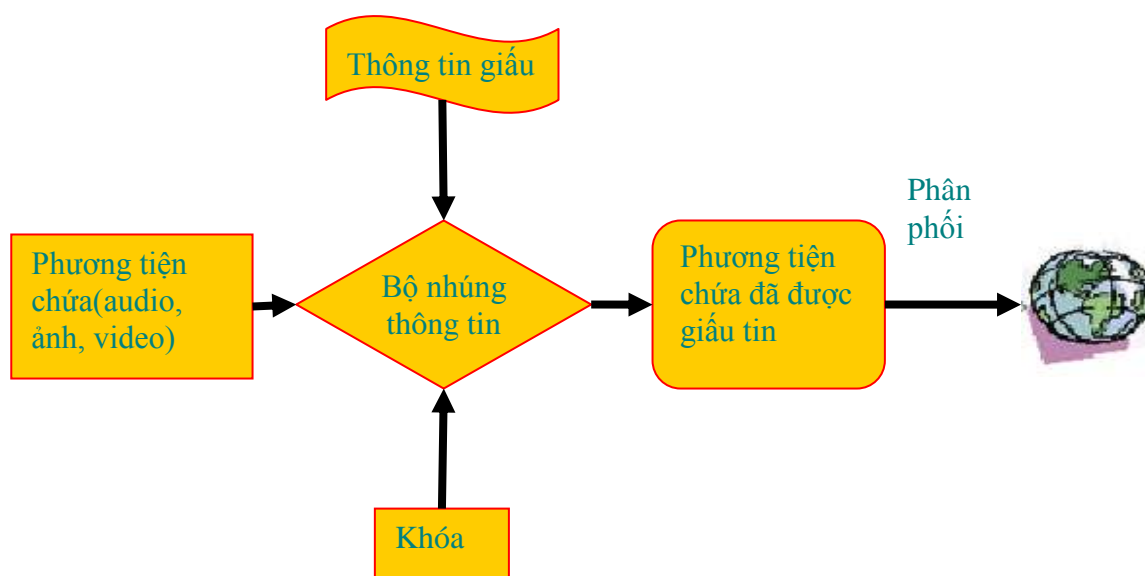 Thông tin giấu
Phân
phối
Phương tiện
chứa(audio,
ảnh, video)
Bộ nhúng
thông tin
Phương tiện
chứa đã được
giấu tin
Khóa